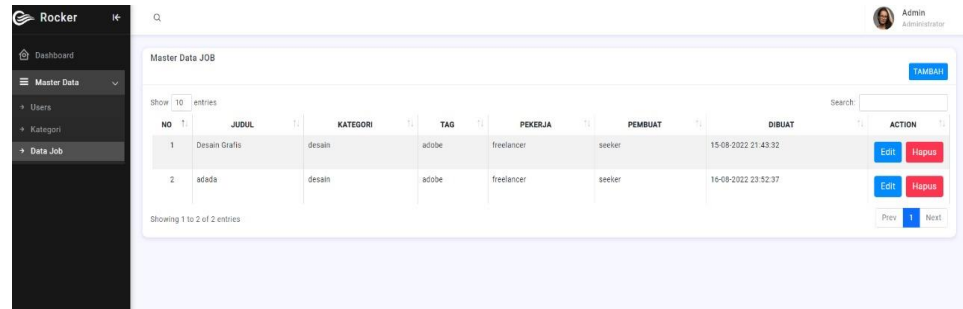 Rocker
Admin
Administrator
Dashboard
Master Data
Users
Kategori
Data Job
Master Data JOB
TAMBAH
Show 10 entries
Search:
NO JUDUL KATEGORI TAG PEKERJA PEMBUAT DIBUAT ACTION
1 Desain Grafis desain adobe freelancer seeker 15-08-2022 21:43:32 Edit Hapus
2 adada desain adobe freelancer seeker 16-08-2022 23:52:37 Edit Hapus
Showing 1 to 2 of 2 entries
Prev 1 Next